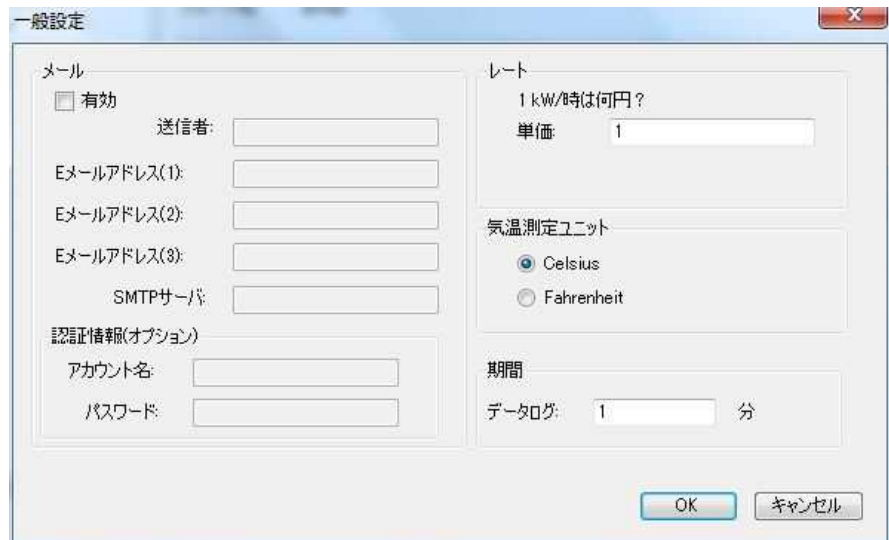 一般設定
メール
有効
送信者:
Eメールアドレス(1):
Eメールアドレス(2):
Eメールアドレス(3):
SMTPサーバ:
認証情報(オプション)
アカウント名:
パスワード:
レート
1 kW/時は何円？
単価: 1
気温測定ユニット
Celsius
Fahrenheit
期間
データログ: 1 分
OK キャンセル